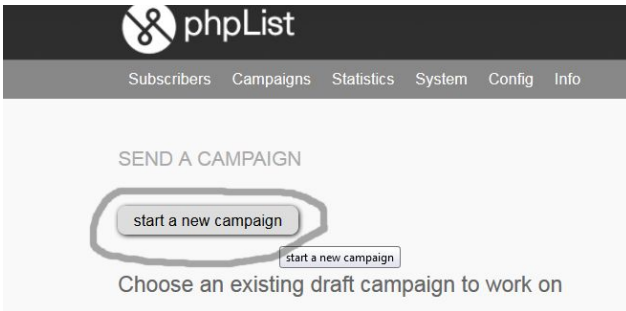 phpList
Subscribers Campaigns Statistics System Config Info
SEND A CAMPAIGN
start a new campaign
start a new campaign
Choose an existing draft campaign to work on